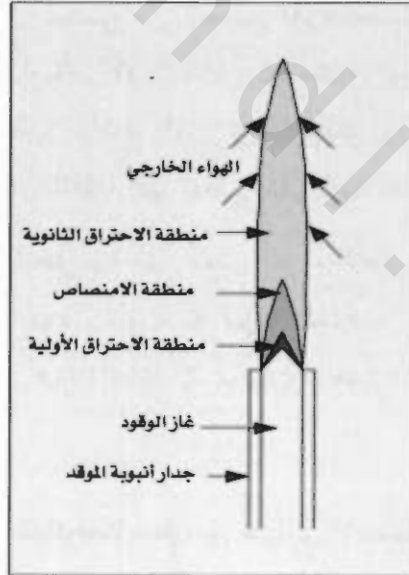 الهواء الخارجي
منطقة الاحتراق الثانوية
منطقة الامتصاص
منطقة الاحتراق الأولية
غاز الوقود
جدار أنبوبة الموقد